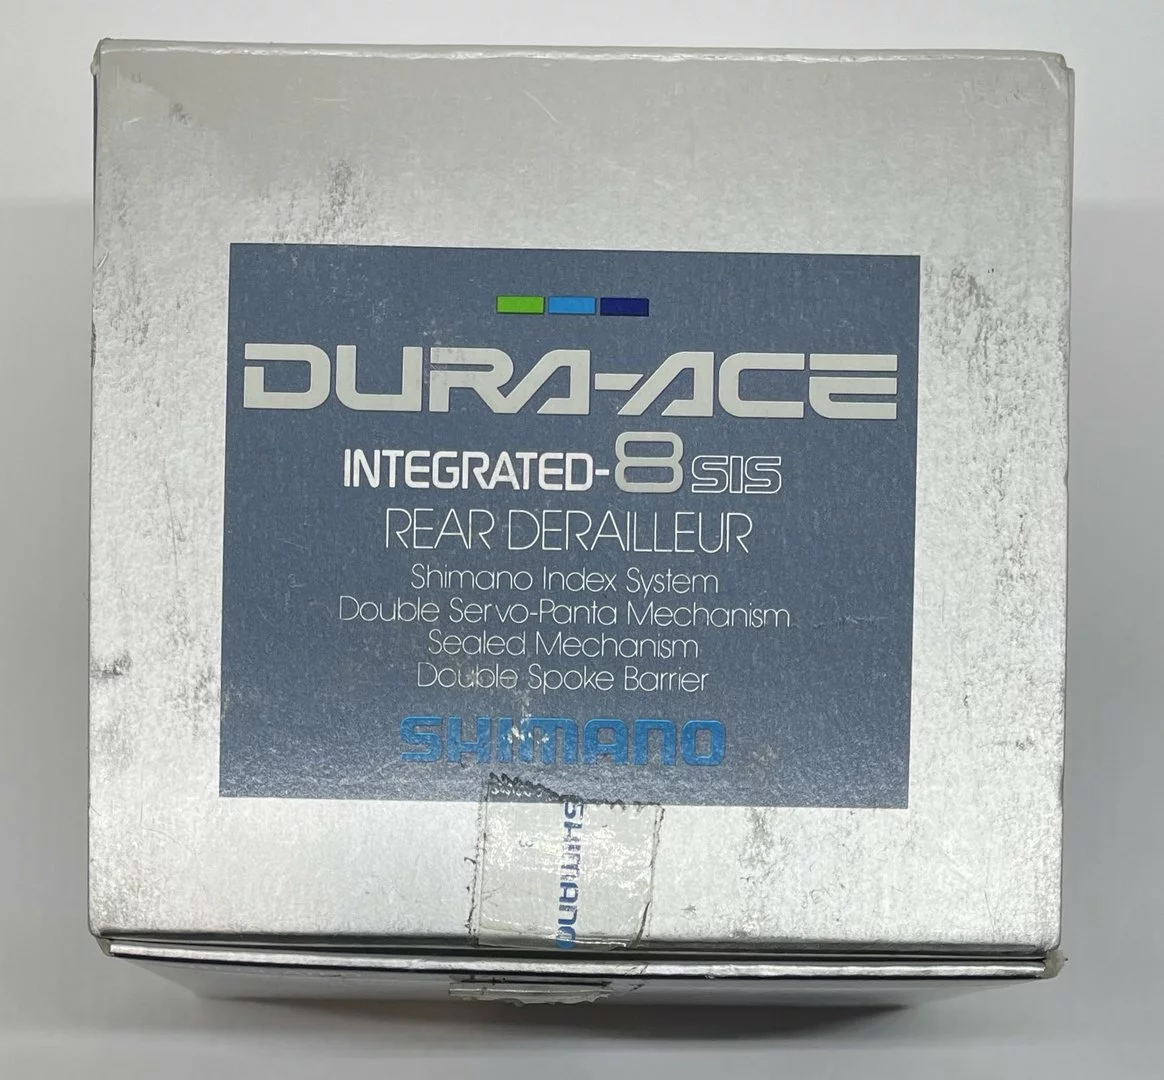 DURA-ACE
INTEGRATED-8 SIS
REAR DERAILLEUR
Shimano Index System
Double Servo-Panta Mechanism
Sealed Mechanism
Double Spoke Barrier
SHIMANO
SHIMANO